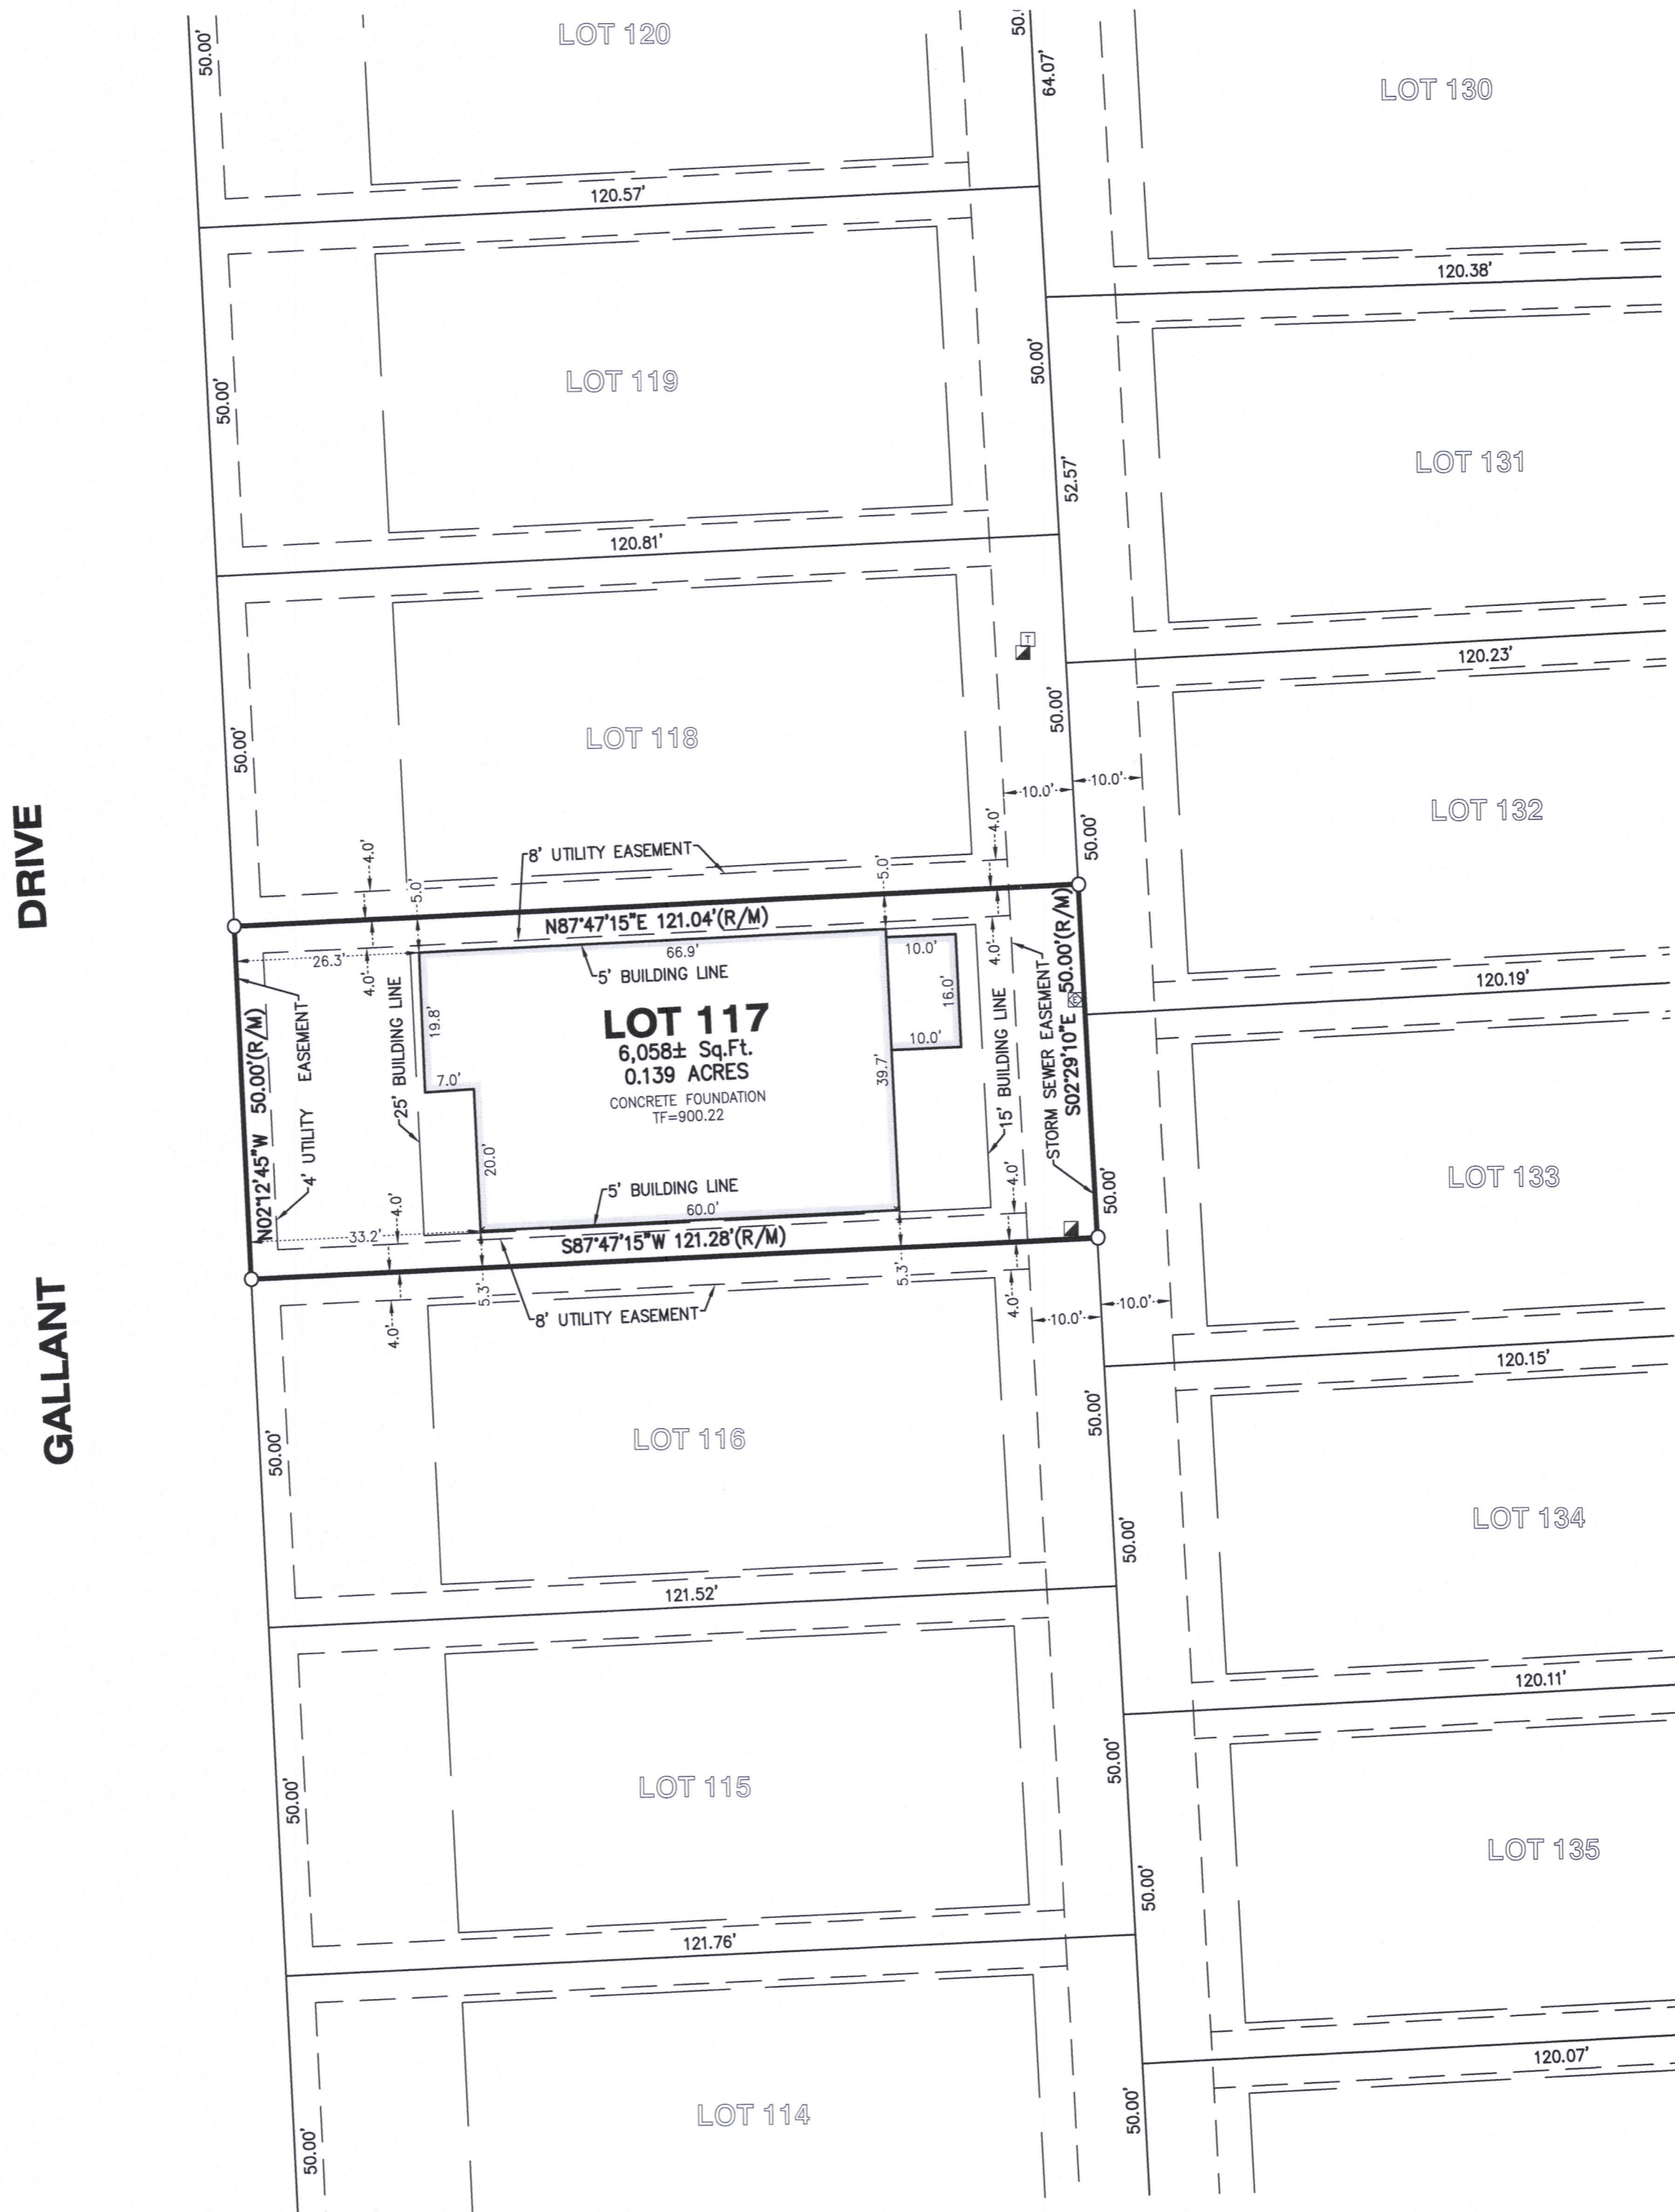 50.00'
LOT 120
50.
64.07'
LOT 130
120.57'
120.38'
50.00'
LOT 119
50.00'
LOT 131
52.57'
120.81'
120.23'
50.00'
LOT 118
T
50.00'
LOT 132
10.0'
10.0'
50.00'
DRIVE
4.0'
8' UTILITY EASEMENT
5.0'
5.0'
4.0'
N87°47'15"E 121.04'(R/M)
26.3'
4.0'
66.9'
5' BUILDING LINE
10.0'
4.0'
120.19'
N02°12'45"W 50.00'(R/M)
4' UTILITY EASEMENT
25' BUILDING LINE
19.8'
7.0'
20.0'
LOT 117
6,058± Sq.Ft.
0.139 ACRES
CONCRETE FOUNDATION
TF=900.22
39.7'
16.0'
10.0'
15' BUILDING LINE
STORM SEWER EASEMENT
S02°29'10"E 50.00'(R/M)
50.00'
LOT 133
5' BUILDING LINE
60.0'
4.0'
4.0'
33.2'
S87°47'15"W 121.28'(R/M)
5.3'
5.3'
4.0'
4.0'
8' UTILITY EASEMENT
10.0'
10.0'
GALLANT
120.15'
50.00'
LOT 116
50.00'
50.00'
LOT 134
121.52'
120.11'
50.00'
LOT 115
50.00'
50.00'
LOT 135
121.76'
120.07'
50.00'
LOT 114
50.00'